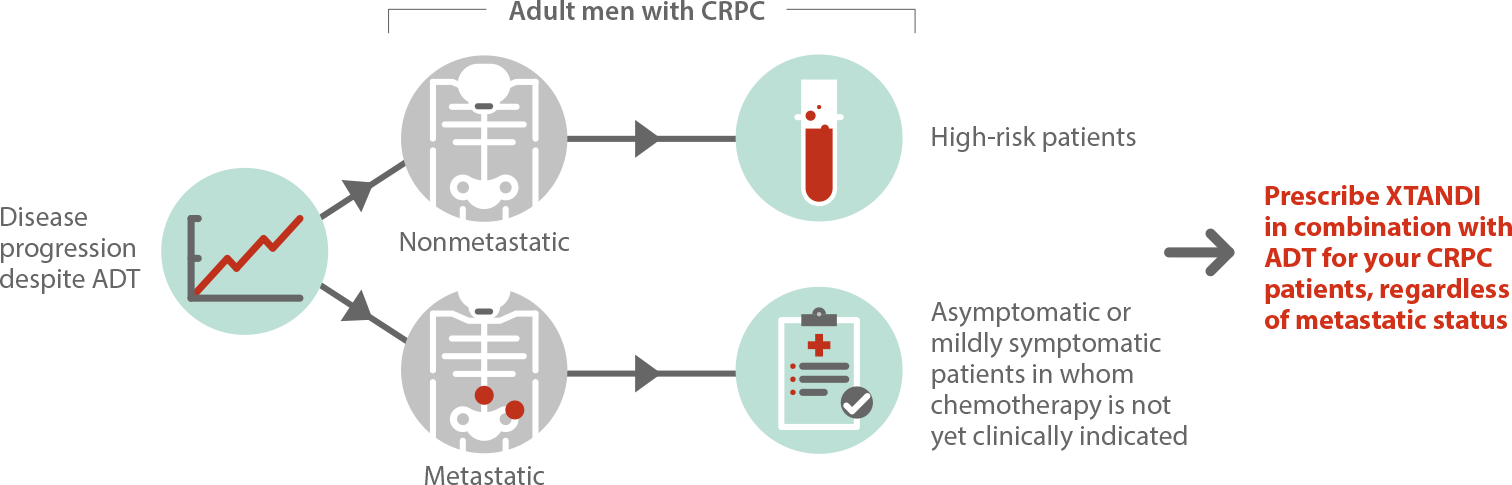 Adult men with CRPC
Disease
progression
despite ADT
Nonmetastatic
High-risk patients
Metastatic
Asymptomatic or
mildly symptomatic
patients in whom
chemotherapy is not
yet clinically indicated
Prescribe XTANDI
in combination with
ADT for your CRPC
patients, regardless
of metastatic status